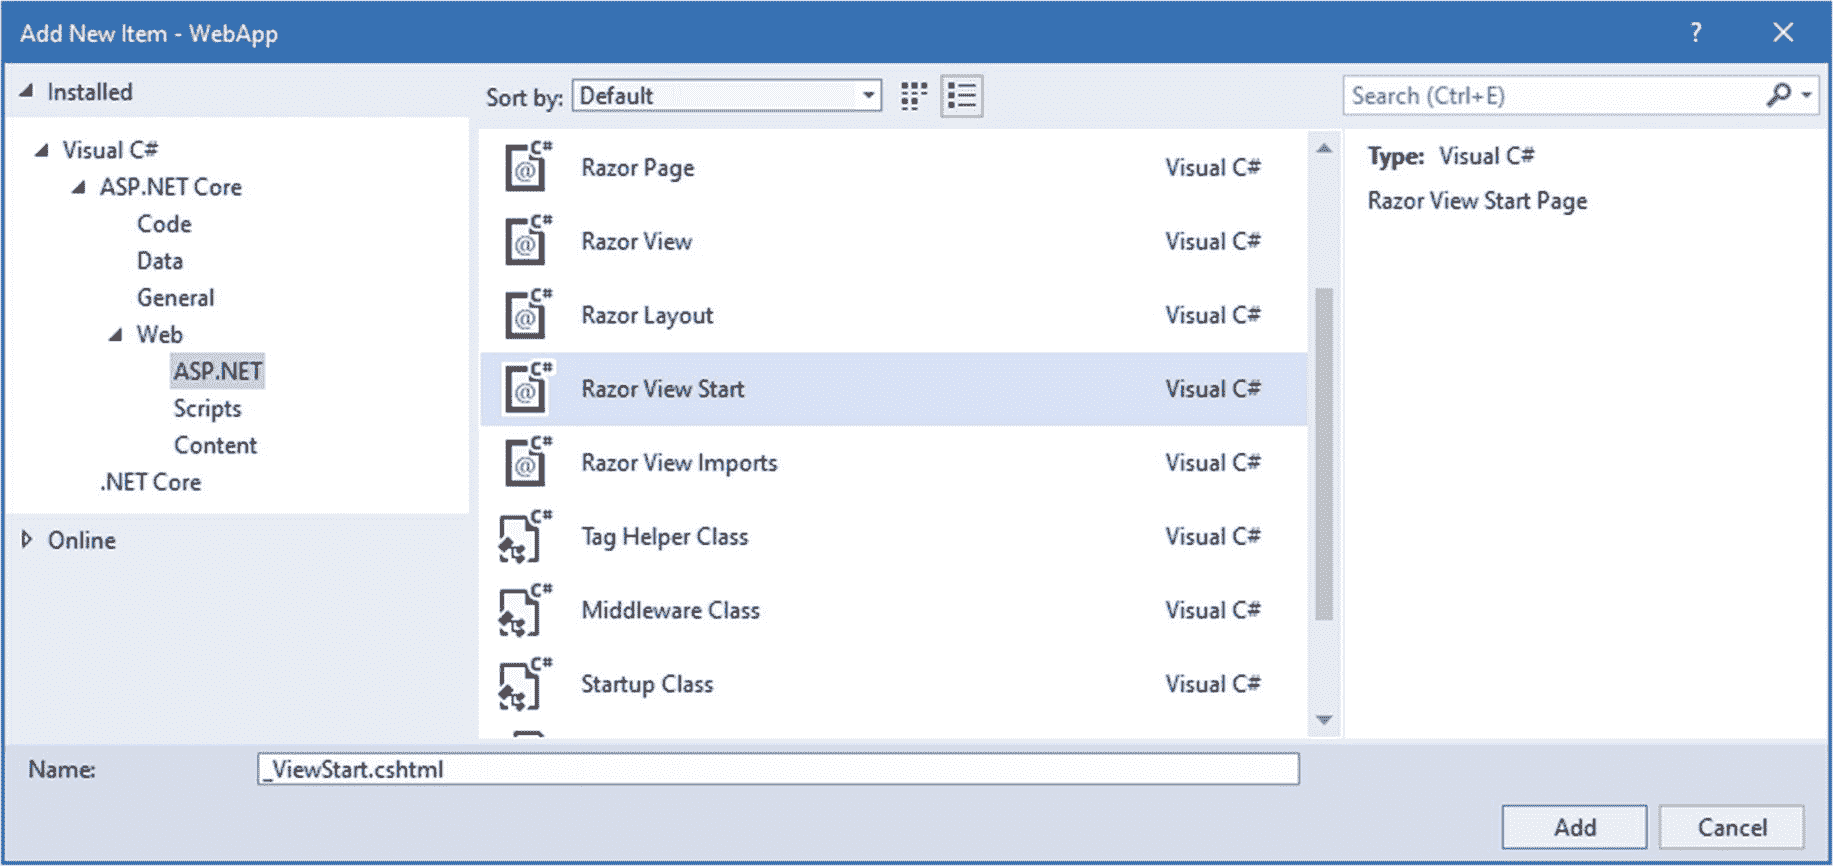 Add New Item - WebApp ?
Installed
Sort by: Default
Search (Ctrl+E)
Visual C#
ASP.NET Core
Code
Data
General
Web
ASP.NET
Scripts
Content
.NET Core
Online
C# @ Razor Page Visual C#
C# @ Razor View Visual C#
C# @ Razor Layout Visual C#
C# @ Razor View Start Visual C#
C# @ Razor View Imports Visual C#
C# Tag Helper Class Visual C#
C# Middleware Class Visual C#
C# Startup Class Visual C#
Type: Visual C#
Razor View Start Page
Name: _ViewStart.cshtml
Add Cancel